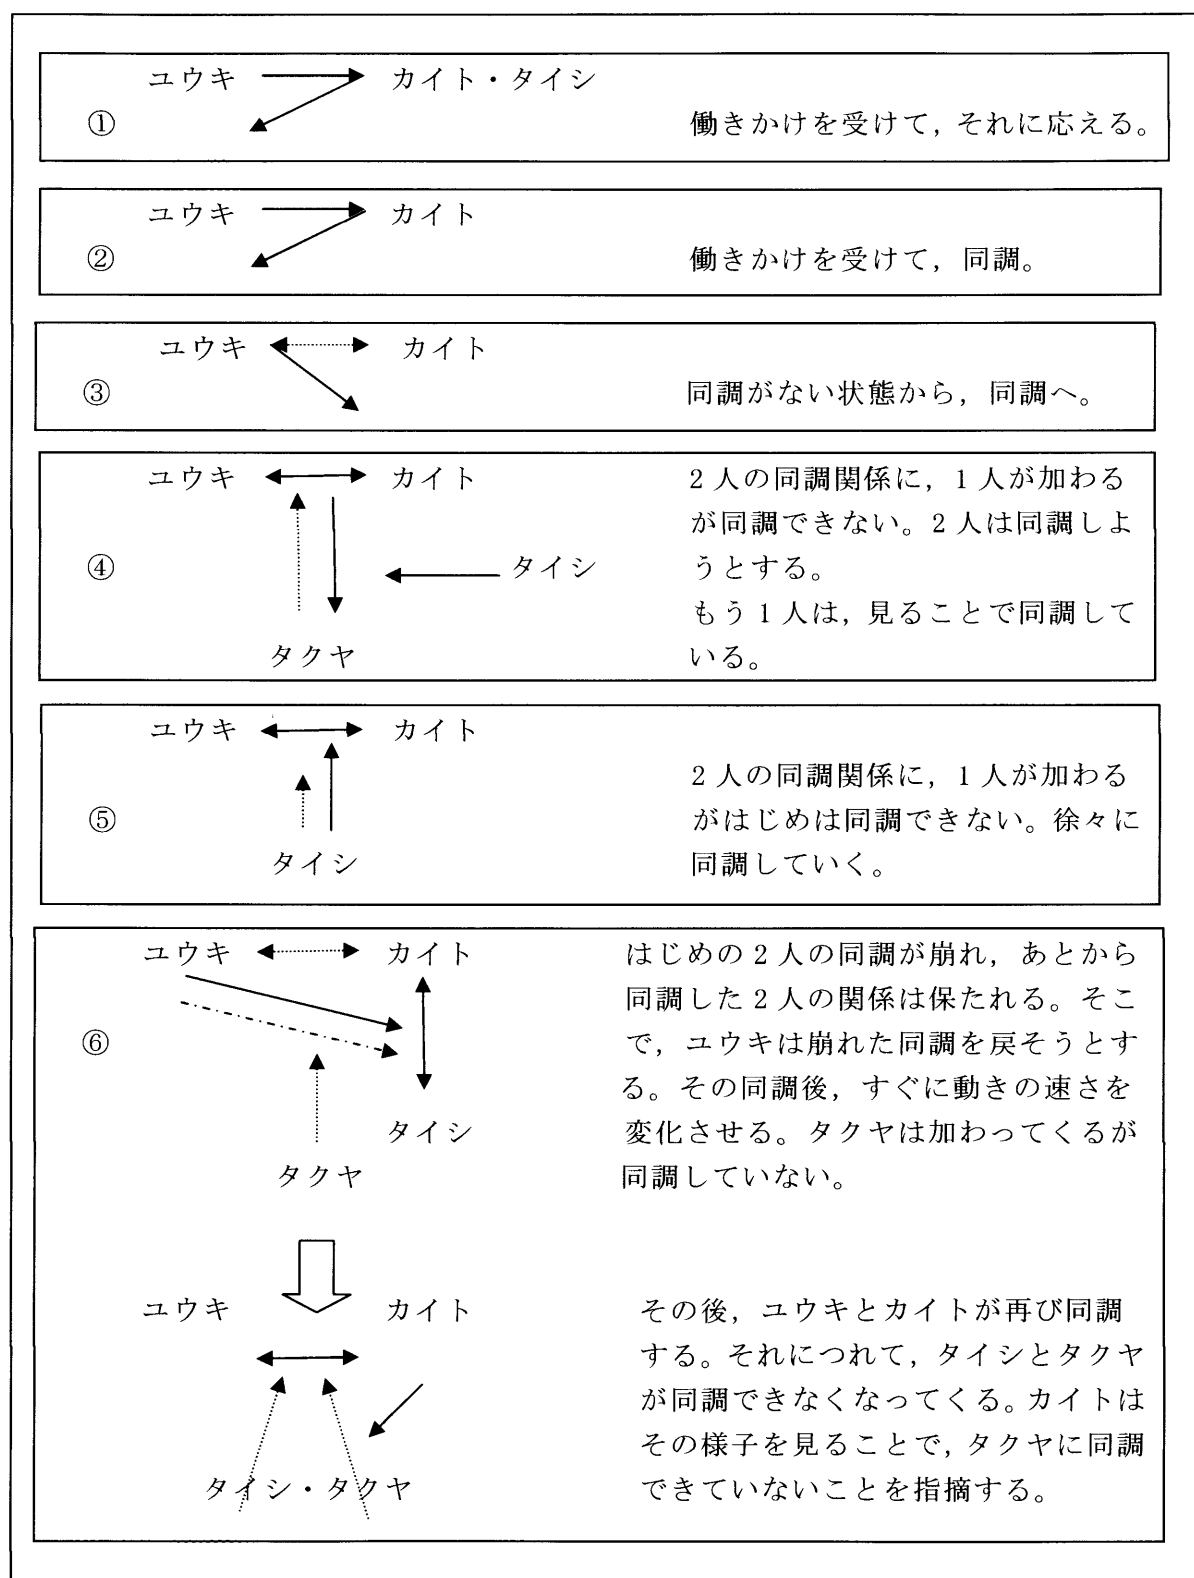 ユウキ カイト・タイシ
① 働きかけを受けて，それに応える。
ユウキ カイト
② 働きかけを受けて，同調。
ユウキ カイト
③ 同調がない状態から，同調へ。
ユウキ カイト
2人の同調関係に，1人が加わる
が同調できない。2人は同調しよ
④ タイシ うとする。
もう1人は，見ることで同調して
タクヤ いる。
ユウキ カイト
2人の同調関係に，1人が加わる
⑤ がはじめは同調できない。徐々に
タイシ 同調していく。
ユウキ カイト はじめの2人の同調が崩れ，あとから
同調した2人の関係は保たれる。そこ
⑥ で，ユウキは崩れた同調を戻そうとす
る。その同調後，すぐに動きの速さを
タイシ 変化させる。タクヤは加わってくるが
タクヤ 同調していない。
ユウキ カイト その後，ユウキとカイトが再び同調
する。それにつれて，タイシとタクヤ
が同調できなくなってくる。カイトは
その様子を見ることで，タクヤに同調
タイシ・タクヤ できていないことを指摘する。